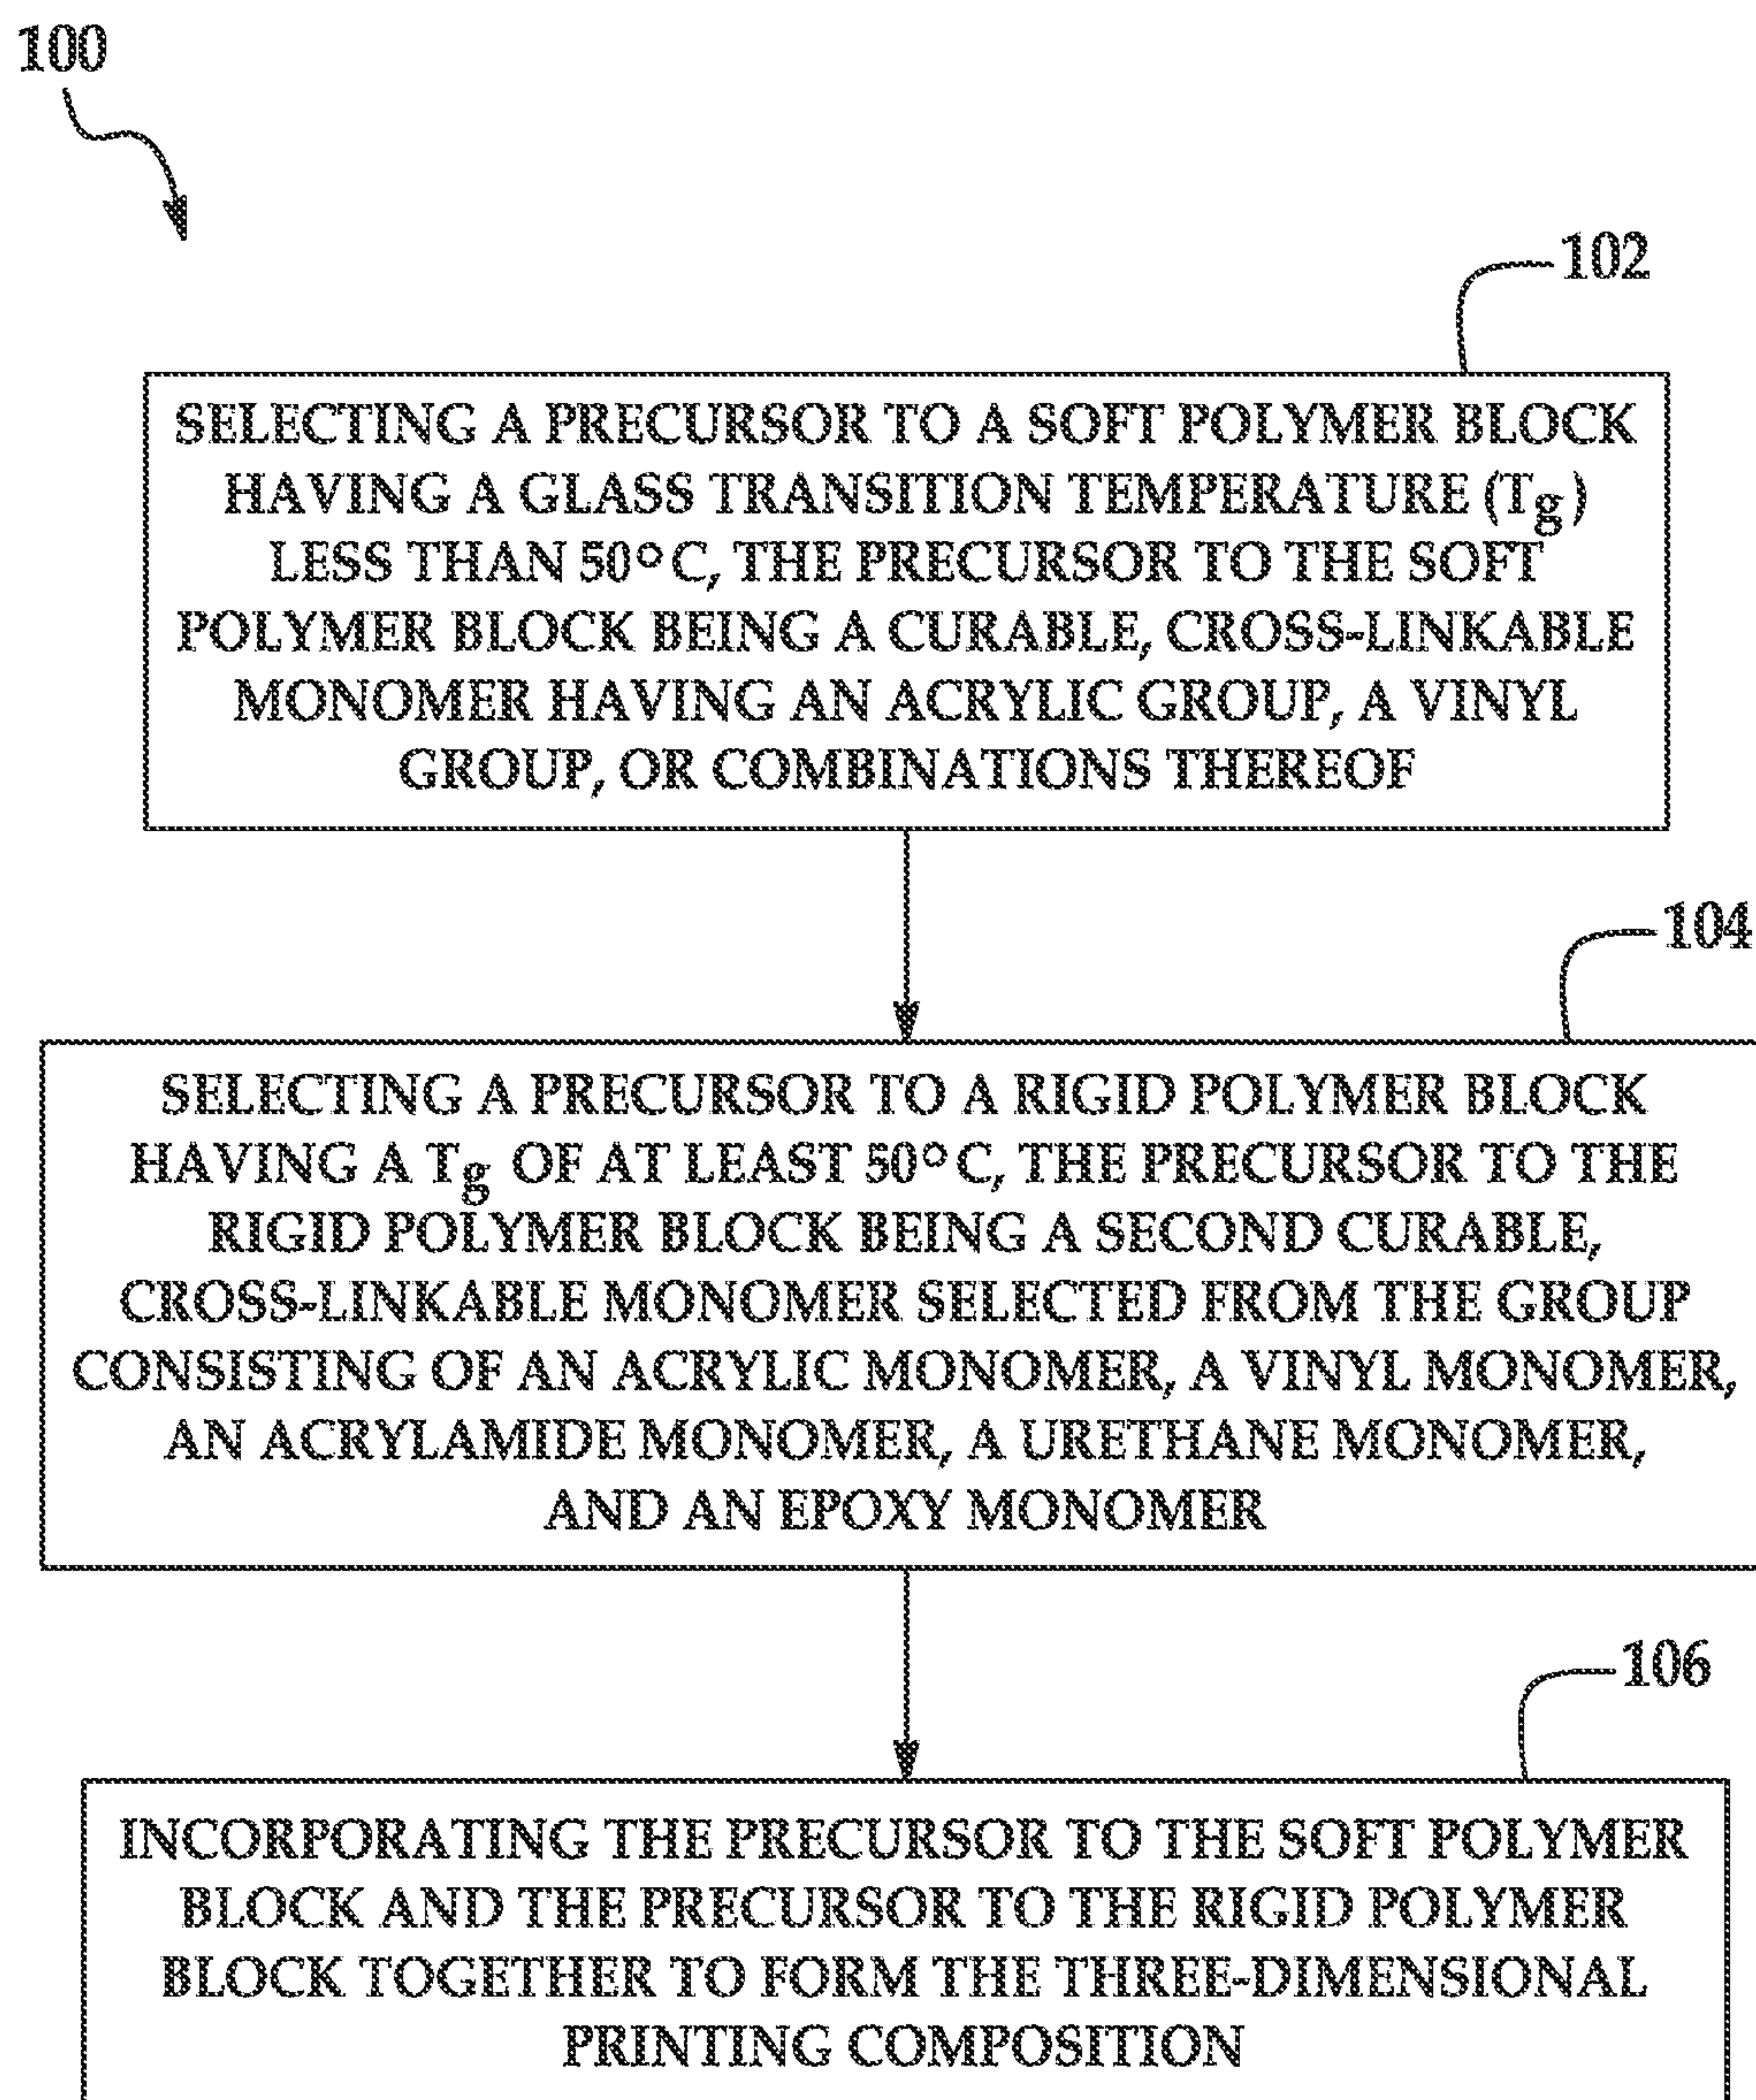 100
102
SELECTING A PRECURSOR TO A SOFT POLYMER BLOCK
HAVING A GLASS TRANSITION TEMPERATURE (Tg)
LESS THAN 50°C, THE PRECURSOR TO THE SOFT
POLYMER BLOCK BEING A CURABLE, CROSS-LINKABLE
MONOMER HAVING AN ACRYLIC GROUP, A VINYL
GROUP, OR COMBINATIONS THEREOF
104
SELECTING A PRECURSOR TO A RIGID POLYMER BLOCK
HAVING A Tg OF AT LEAST 50°C, THE PRECURSOR TO THE
RIGID POLYMER BLOCK BEING A SECOND CURABLE,
CROSS-LINKABLE MONOMER SELECTED FROM THE GROUP
CONSISTING OF AN ACRYLIC MONOMER, A VINYL MONOMER,
AN ACRYLAMIDE MONOMER, A URETHANE MONOMER,
AND AN EPOXY MONOMER
106
INCORPORATING THE PRECURSOR TO THE SOFT POLYMER
BLOCK AND THE PRECURSOR TO THE RIGID POLYMER
BLOCK TOGETHER TO FORM THE THREE-DIMENSIONAL
PRINTING COMPOSITION